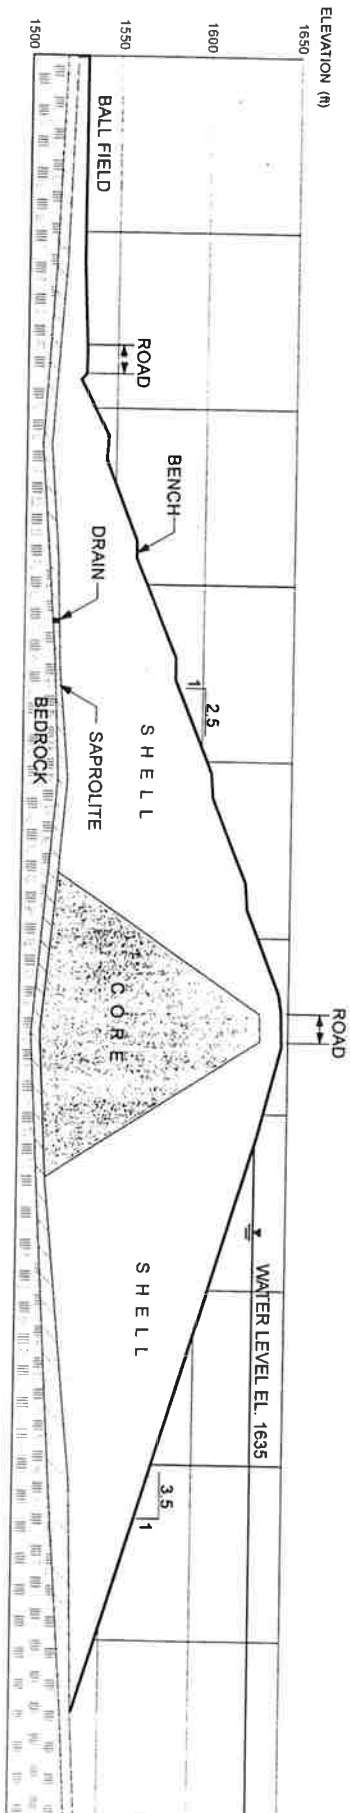 ELEVATION (ft)
1650
1600
1550
1500
BALL FIELD
ROAD
BENCH
DRAIN
SAPROLITE
BEDROCK
1
2.5
SHELL
CORE
ROAD
WATER LEVEL EL. 1635
SHELL
3.5
1